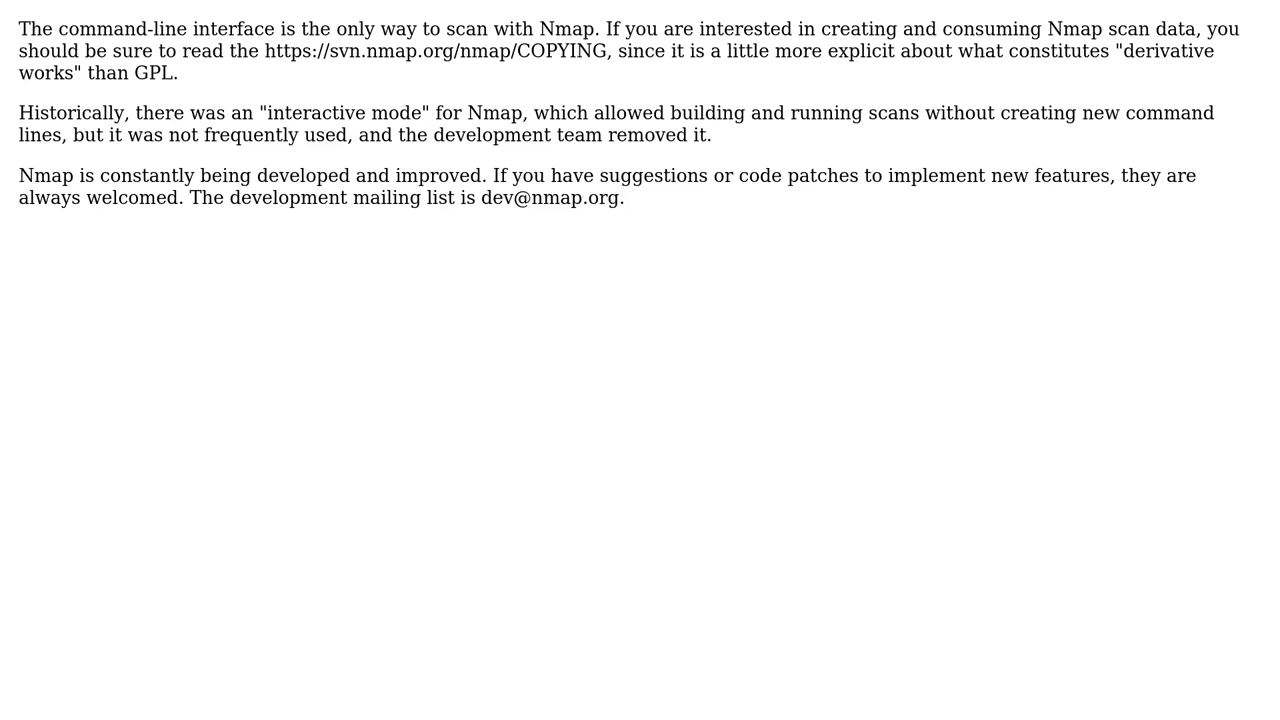 The command-line interface is the only way to scan with Nmap. If you are interested in creating and consuming Nmap scan data, you
should be sure to read the https://svn.nmap.org/nmap/COPYING, since it is a little more explicit about what constitutes "derivative
works" than GPL.
Historically, there was an "interactive mode" for Nmap, which allowed building and running scans without creating new command
lines, but it was not frequently used, and the development team removed it.
Nmap is constantly being developed and improved. If you have suggestions or code patches to implement new features, they are
always welcomed. The development mailing list is dev@nmap.org.